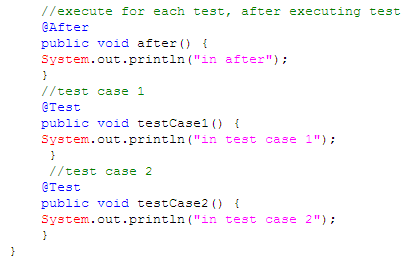 //execute for each test, after executing test
@After
public void after() {
System.out.println("in after");
}
//test case 1
@Test
public void testCase1() {
System.out.println("in test case 1");
}
//test case 2
@Test
public void testCase2() {
System.out.println("in test case 2");
}
}